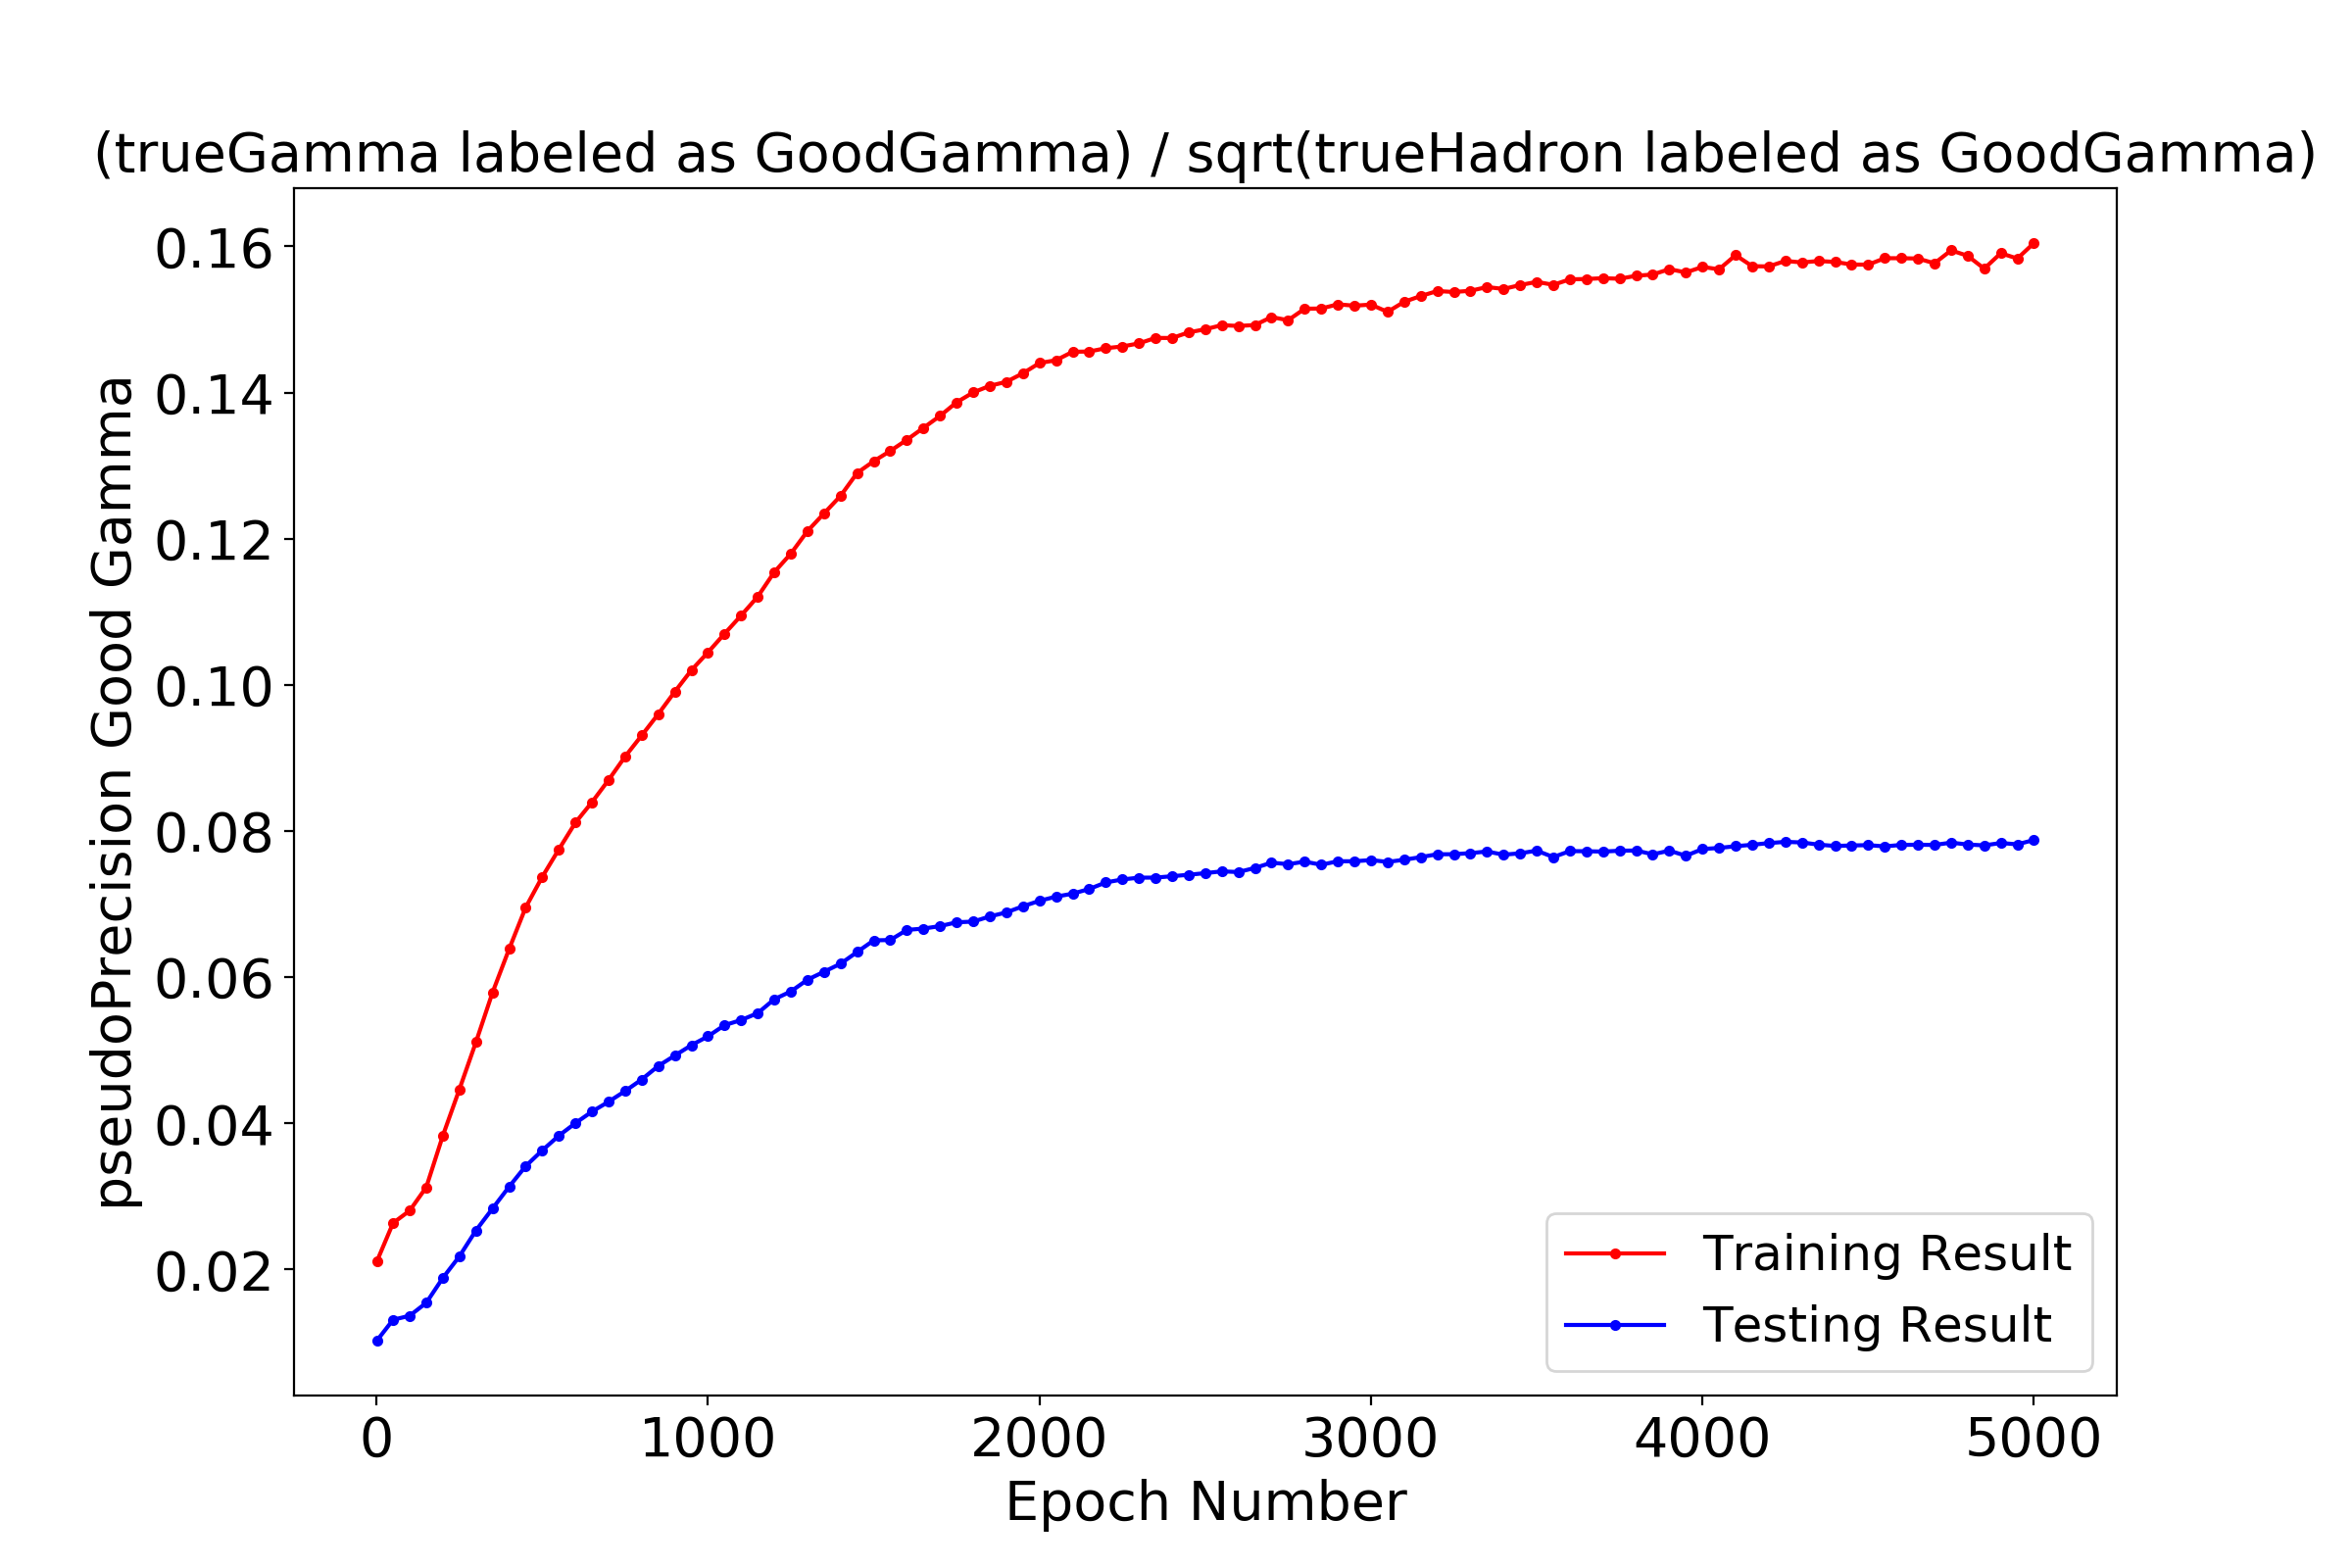 (trueGamma labeled as GoodGamma) / sqrt(trueHadron labeled as GoodGamma)
pseudoPrecision Good Gamma
0.16
0.14
0.12
0.10
0.08
0.06
0.04
0.02
Training Result
Testing Result
0 1000 2000 3000 4000 5000
Epoch Number